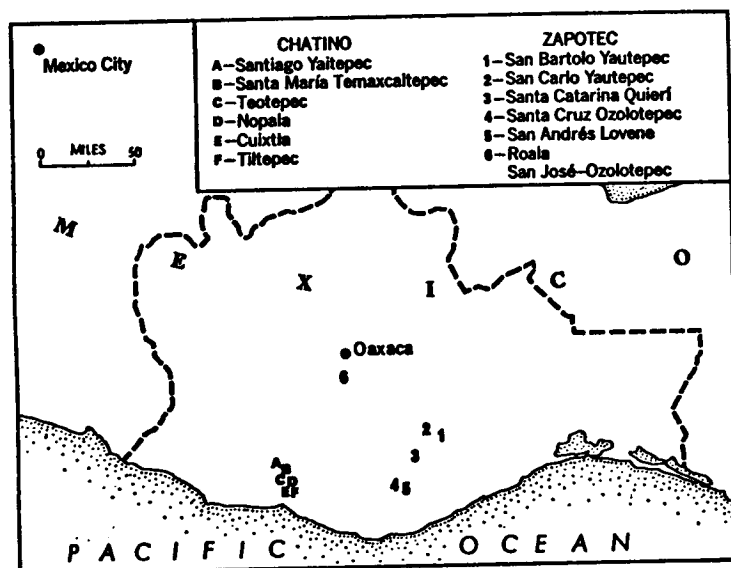 Mexico City
0 MILES 50
CHATINO
A–Santiago Yaitepec
B–Santa María Temaxcaltepec
C–Teotepec
D–Nopala
E–Cuixtla
F–Tiltepec
ZAPOTEC
1–San Bartolo Yautepec
2–San Carlo Yautepec
3–Santa Catarina Quierí
4–Santa Cruz Ozolotepec
5–San Andrés Lovene
6–Roala
San José–Ozolotepec
M E X I C O
Oaxaca
6
2 1
3
A B
C D
E F
4 5
PACIFIC OCEAN